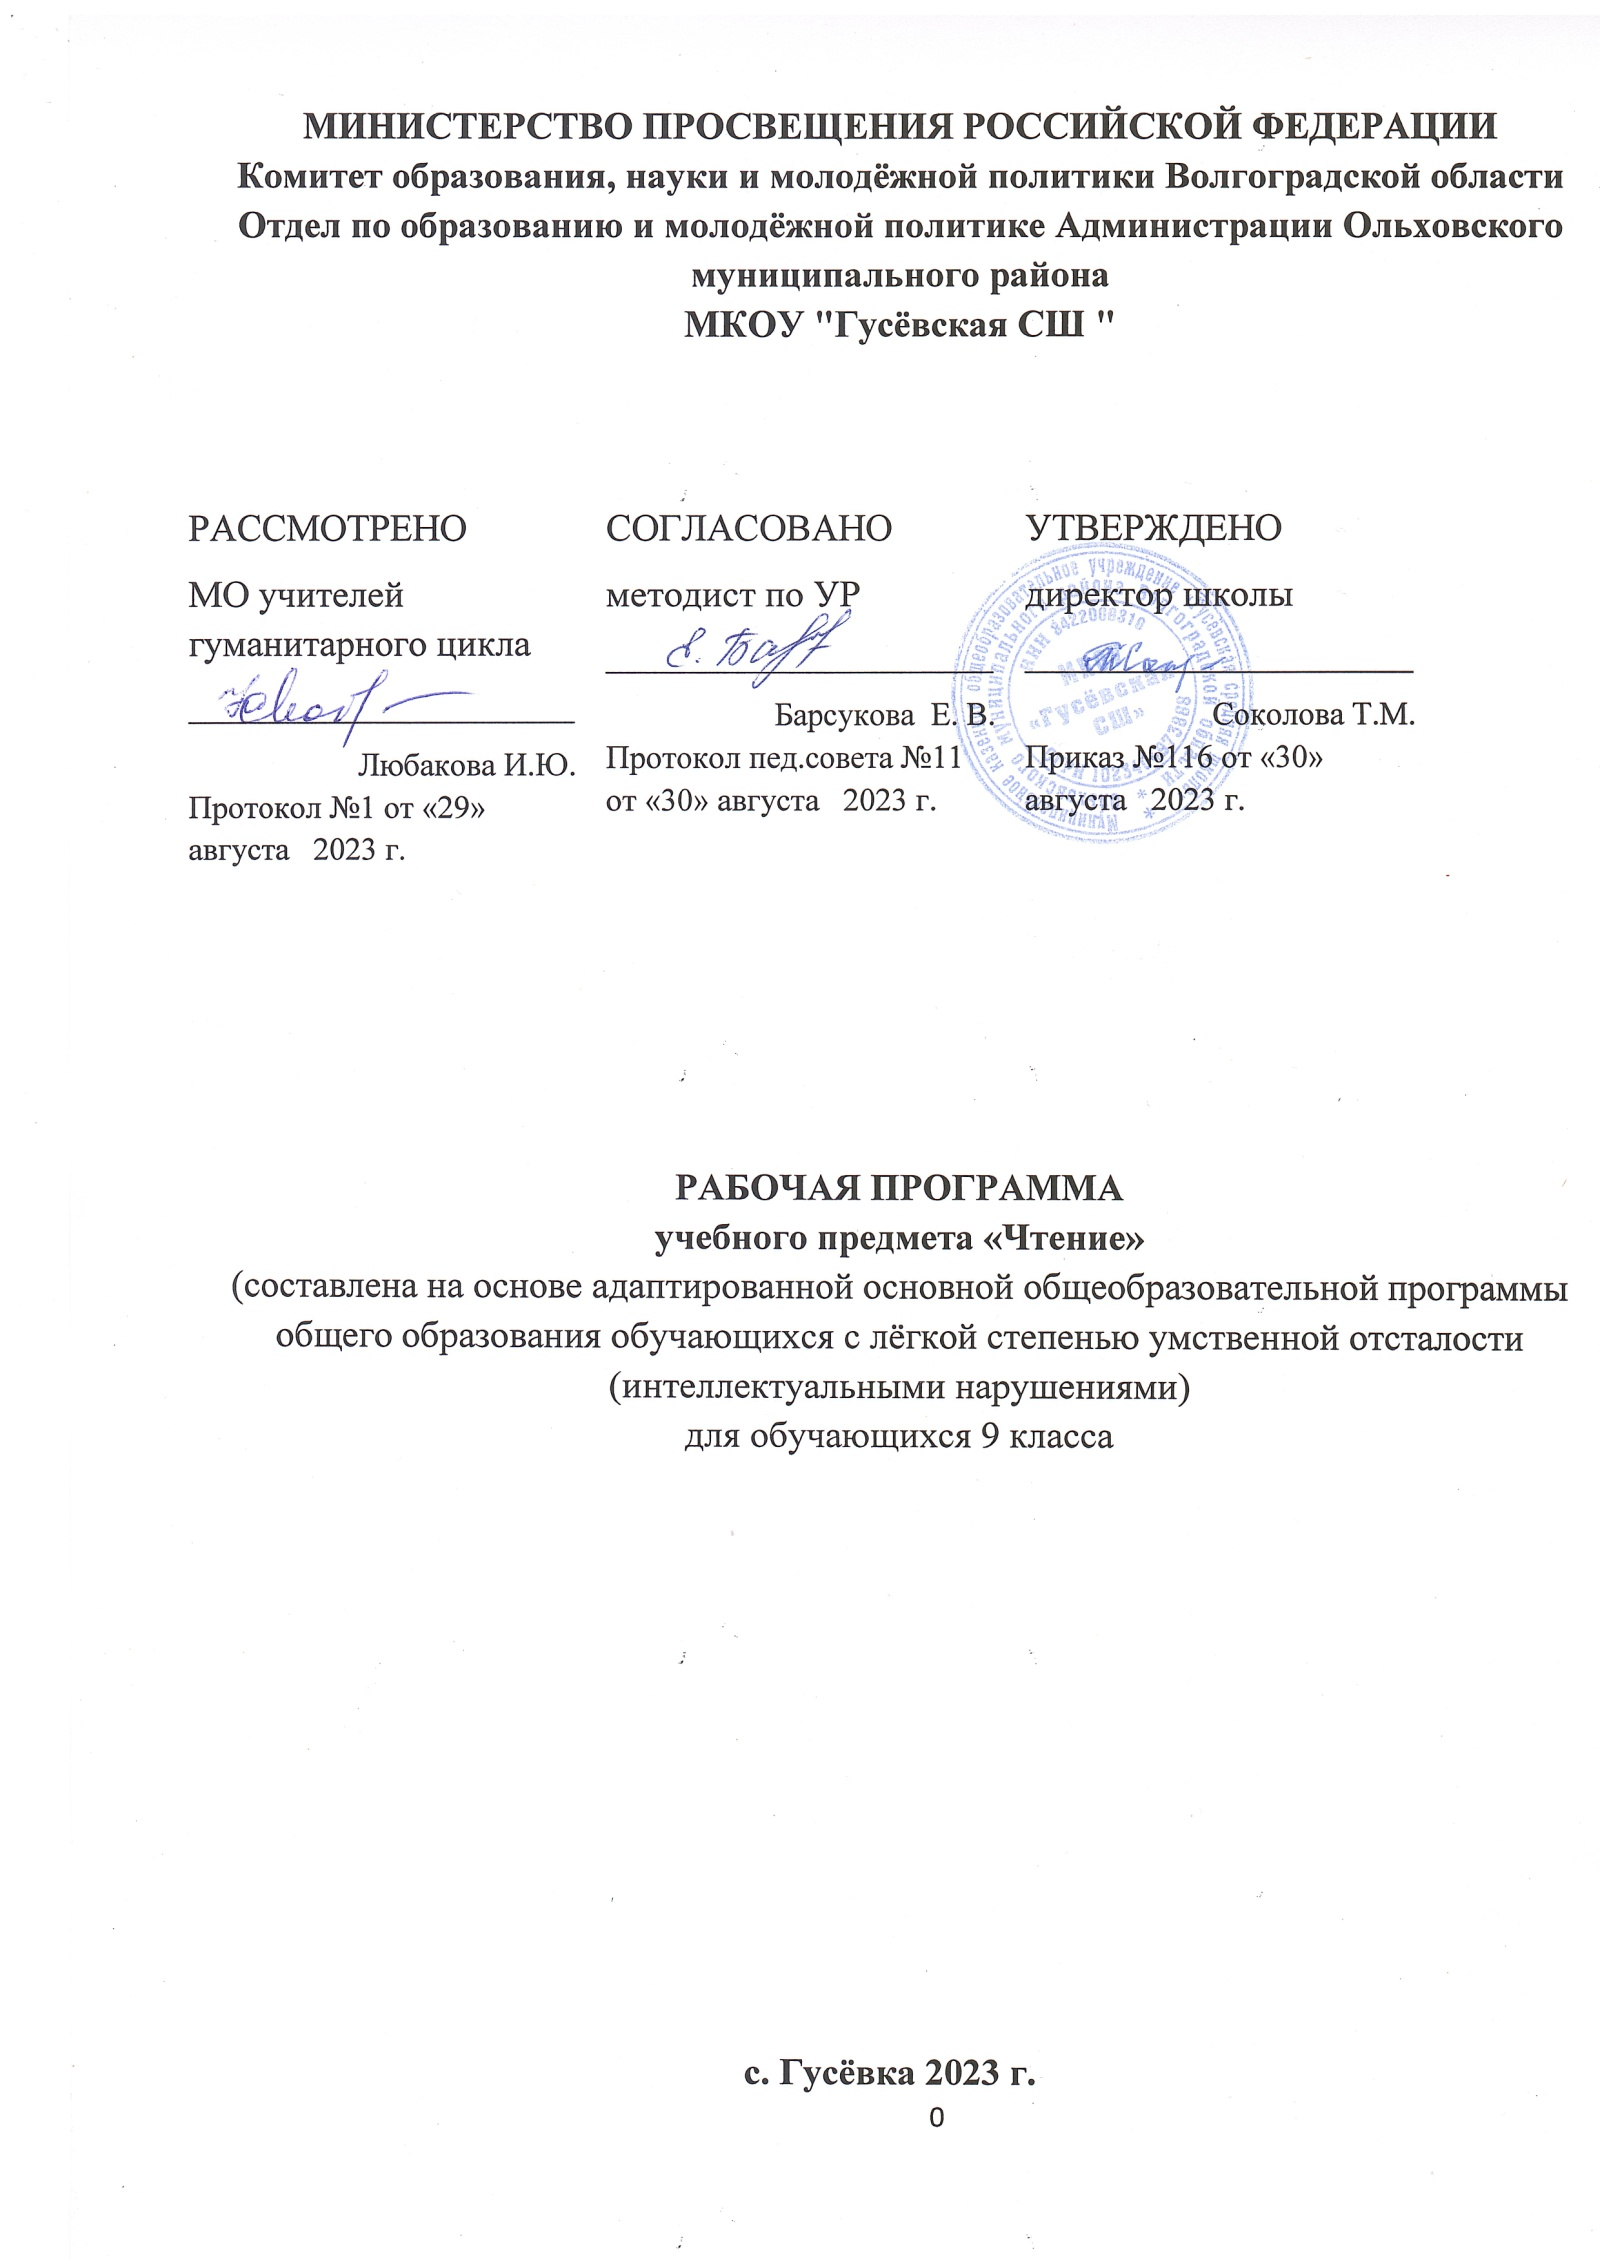 МИНИСТЕРСТВО ПРОСВЕЩЕНИЯ РОССИЙСКОЙ ФЕДЕРАЦИИ
Комитет образования, науки и молодёжной политики Волгоградской области
Отдел по образованию и молодёжной политике Администрации Ольховского
муниципального района
МКОУ "Гусёвская СШ "
РАССМОТРЕНО
МО учителей
гуманитарного цикла
Любакова И.Ю.
Протокол №1 от «29»
августа 2023 г.
СОГЛАСОВАНО
методист по УР
Барсукова Е. В.
Протокол пед.совета №11
от «30» августа 2023 г.
УТВЕРЖДЕНО
директор школы
Соколова Т.М.
Приказ №116 от «30»
августа 2023 г.
«Гусёвская
СШ»
РАБОЧАЯ ПРОГРАММА
учебного предмета «Чтение»
(составлена на основе адаптированной основной общеобразовательной программы
общего образования обучающихся с лёгкой степенью умственной отсталости
(интеллектуальными нарушениями)
для обучающихся 9 класса
с. Гусёвка 2023 г.
0